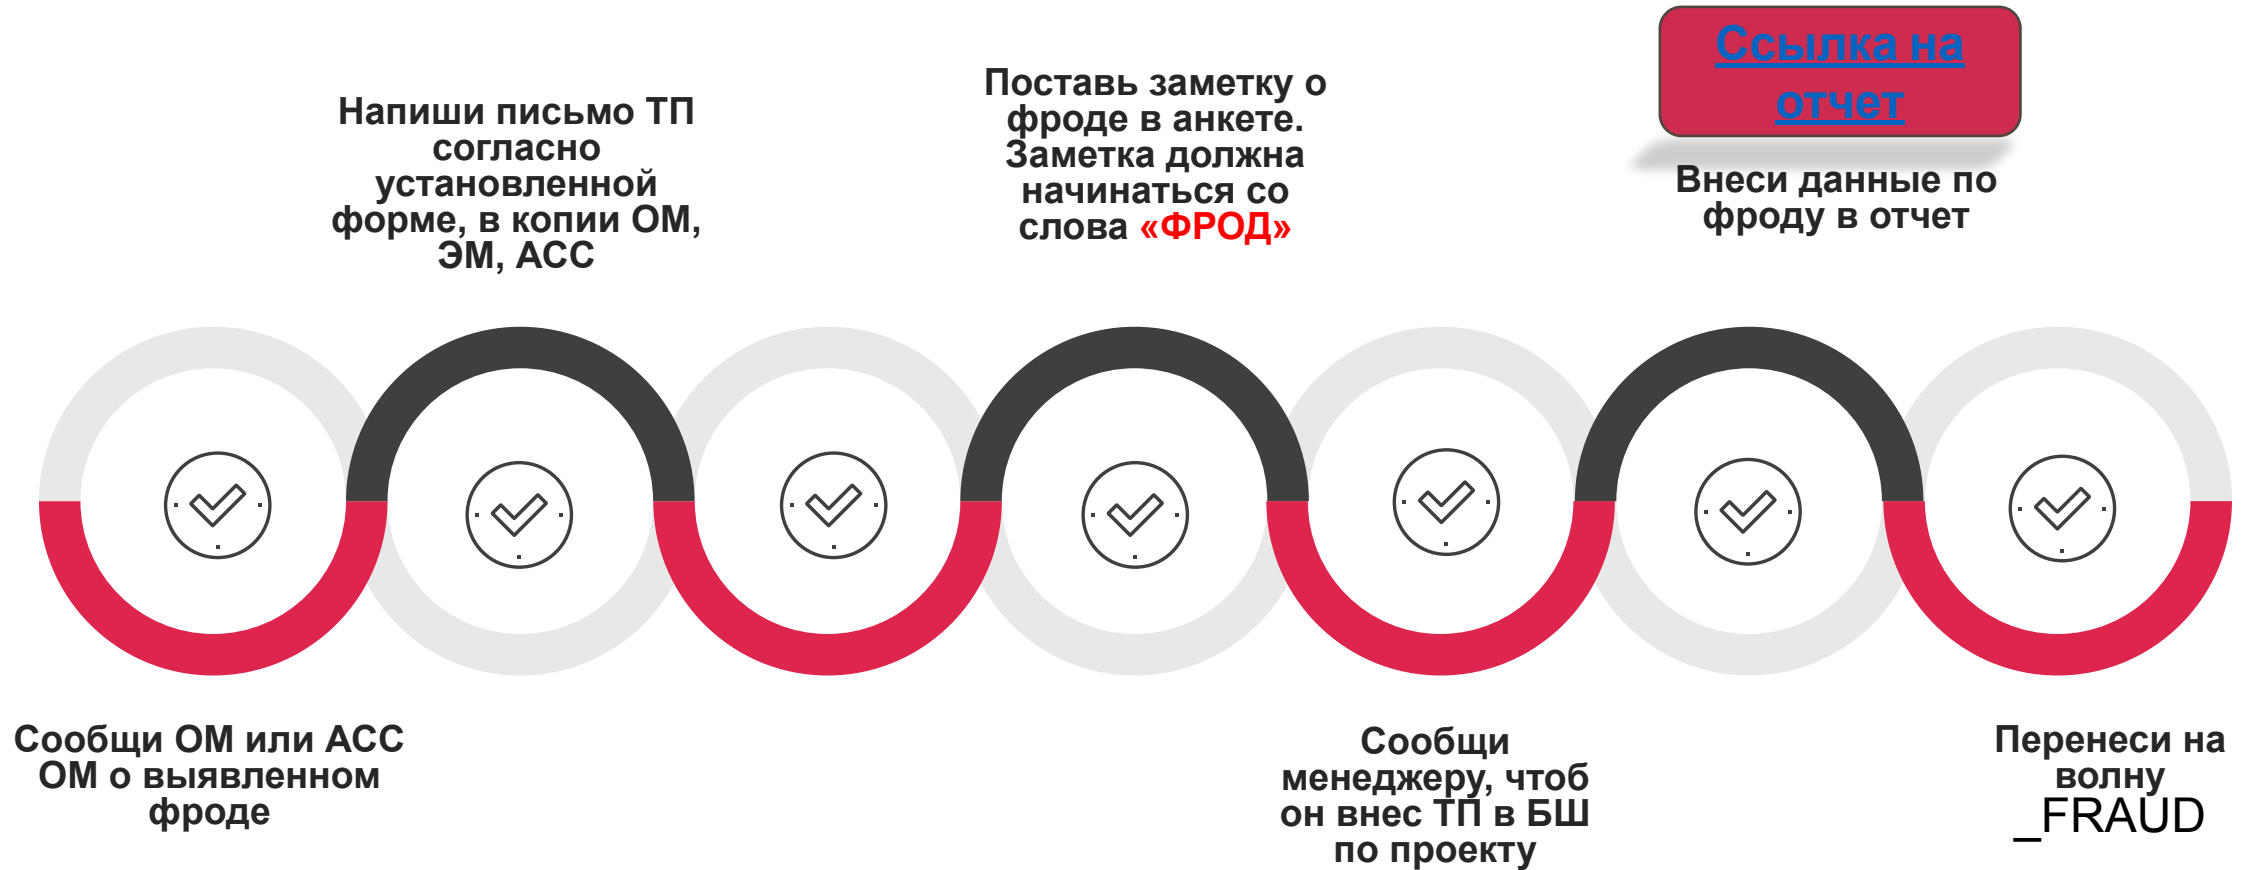 Сообщи ОМ или АСС
ОМ о выявленном
фроде
Напиши письмо ТП
согласно
установленной
форме, в копии ОМ,
ЭМ, АСС
Поставь заметку о
фроде в анкете.
Заметка должна
начинаться со
слова «ФРОД»
Сообщи
менеджеру, чтоб
он внес ТП в БШ
по проекту
Ссылка на
отчет
Внеси данные по
фроду в отчет
Перенеси на
волну
_FRAUD